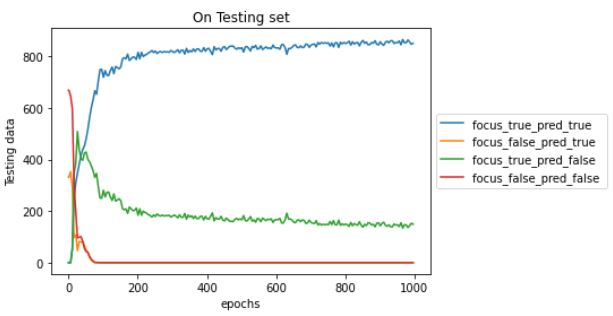 On Testing set
Testing data
800
600
400
200
0
0 200 400 600 800 1000
epochs
focus_true_pred_true
focus_false_pred_true
focus_true_pred_false
focus_false_pred_false